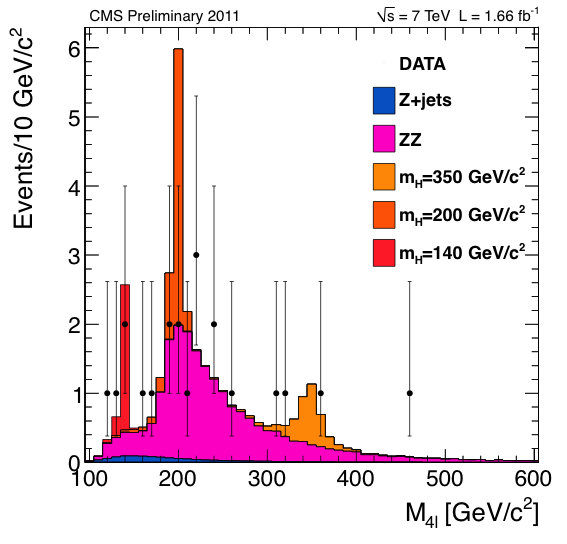 CMS Preliminary 2011
√s = 7 TeV L = 1.66 fb⁻¹
Events/10 GeV/c²
6
5
4
3
2
1
0
DATA
Z+jets
ZZ
m_H=350 GeV/c²
m_H=200 GeV/c²
m_H=140 GeV/c²
100 200 300 400 500 600
M_4l [GeV/c²]